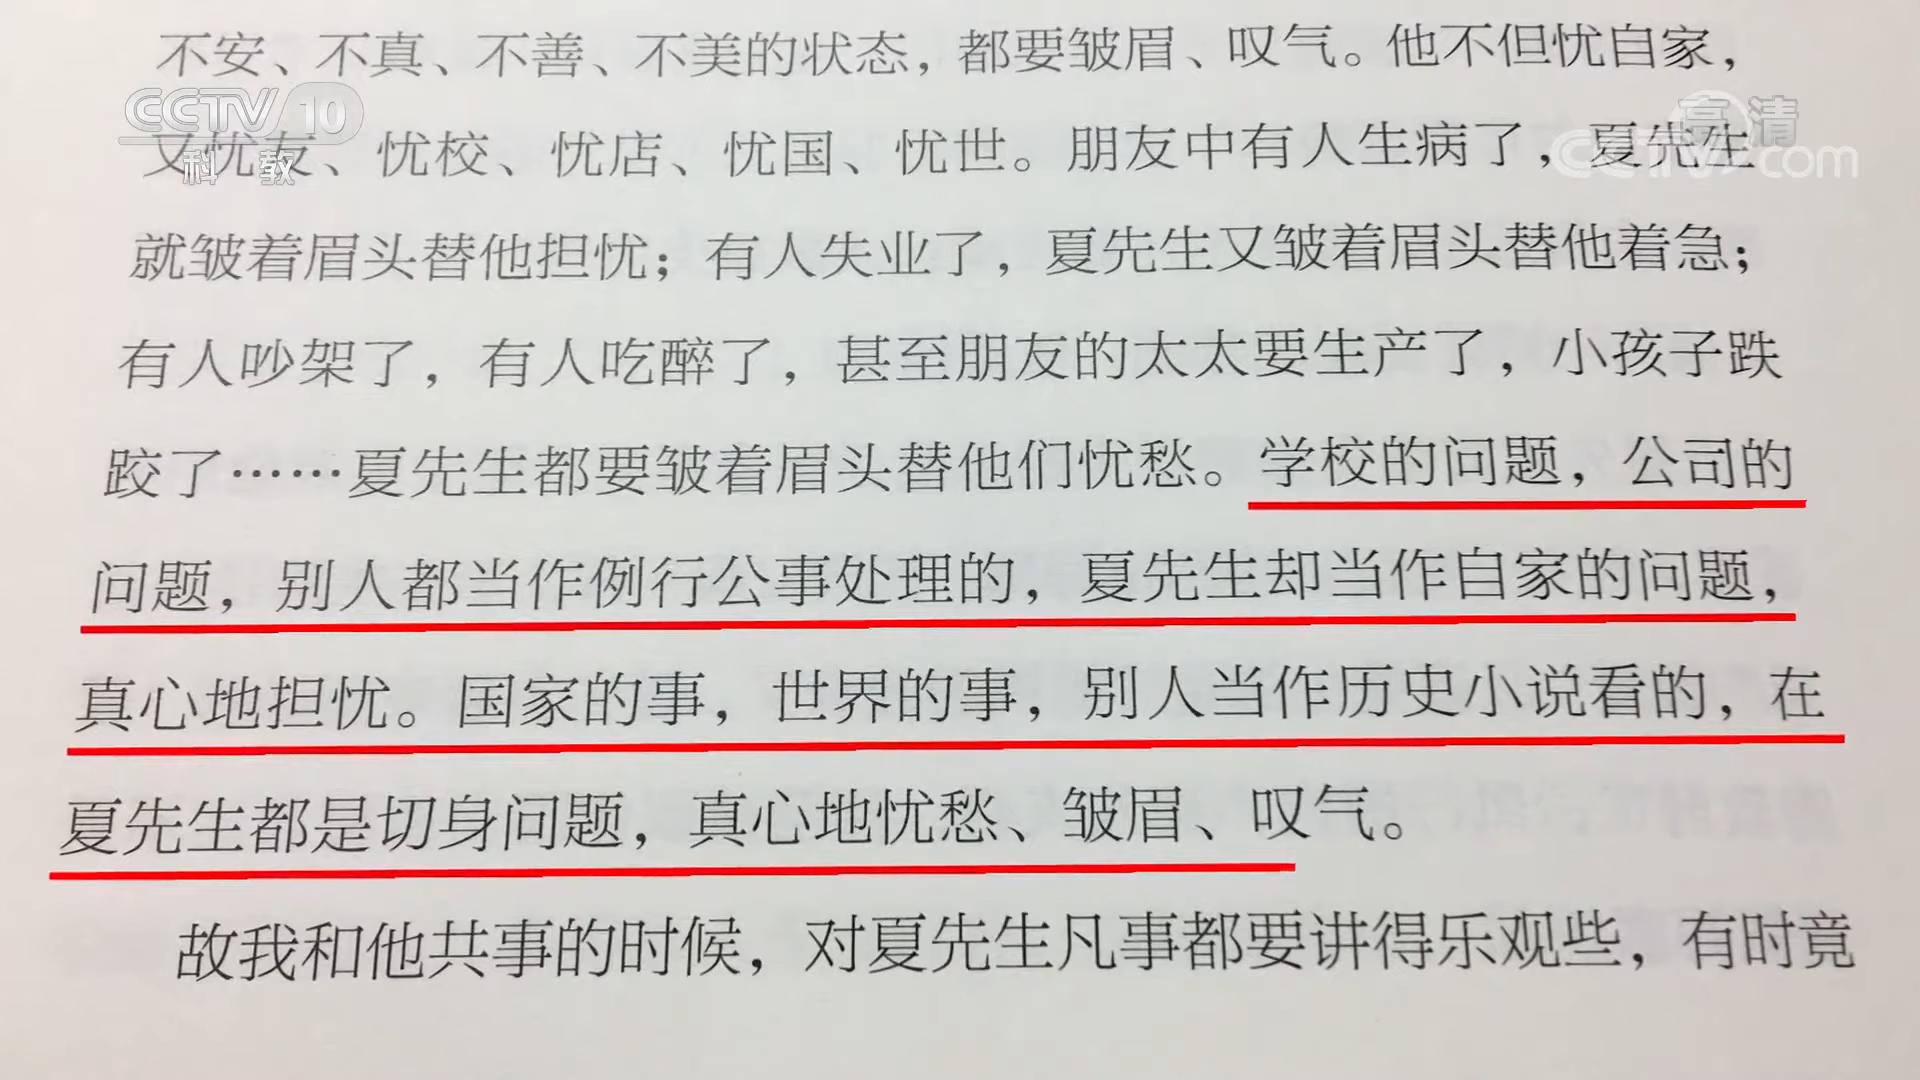 不安、不真、不善、不美的状态，都要皱眉、叹气。他不但忧自家，
CCTV 10
高清
又忧友、忧校、忧店、忧国、忧世。朋友中有人生病了，夏先生
科教
CCTV.com
就皱着眉头替他担忧；有人失业了，夏先生又皱着眉头替他着急；
有人吵架了，有人吃醉了，甚至朋友的太太要生产了，小孩子跌
跤了……夏先生都要皱着眉头替他们忧愁。学校的问题，公司的
问题，别人都当作例行公事处理的，夏先生却当作自家的问题，
真心地担忧。国家的事，世界的事，别人当作历史小说看的，在
夏先生都是切身问题，真心地忧愁、皱眉、叹气。
故我和他共事的时候，对夏先生凡事都要讲得乐观些，有时竟